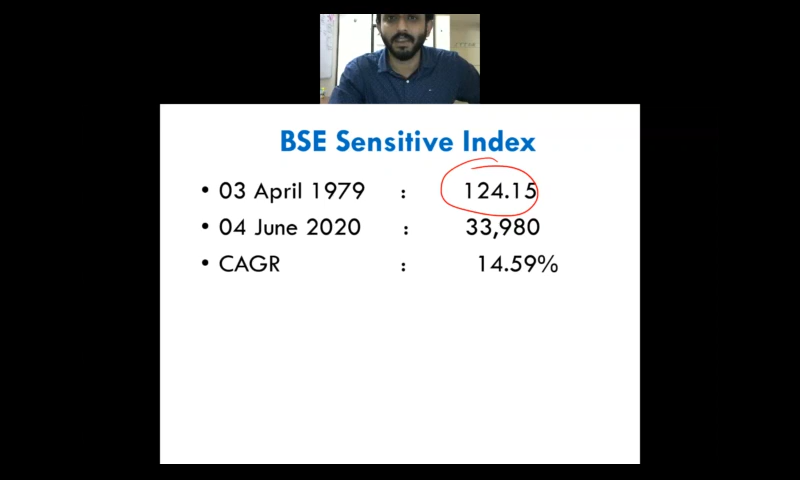 BSE Sensitive Index
• 03 April 1979 : 124.15
• 04 June 2020 : 33,980
• CAGR : 14.59%